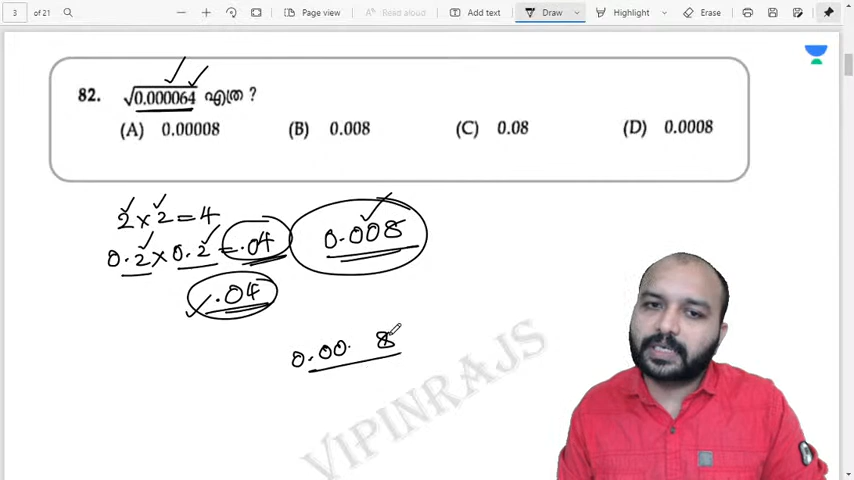 3 of 21 Page view Read aloud Add text Draw Highlight Erase
82. √0.000064 എത്ര ?
(A) 0.00008 (B) 0.008 (C) 0.08 (D) 0.0008
2 × 2 = 4
0.2 × 0.2 = .04 0.008
.04
0.00. 8
VIPINRAJS